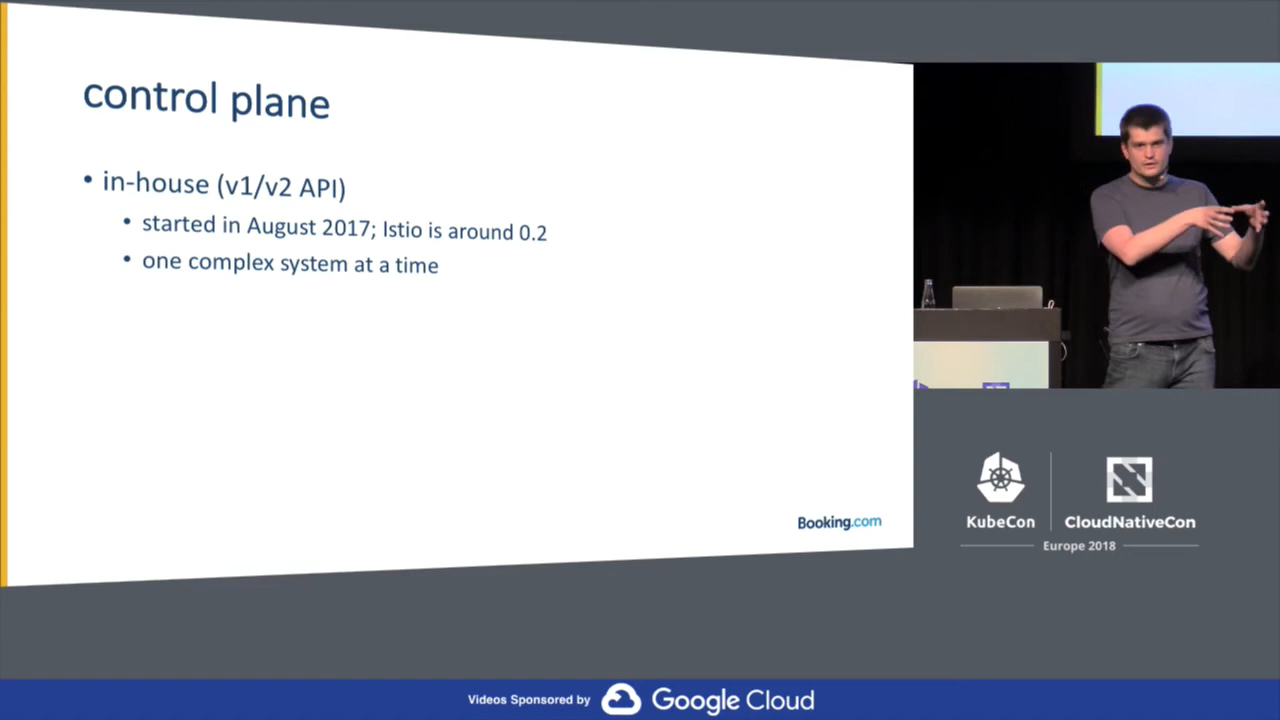 control plane
• in-house (v1/v2 API)
• started in August 2017; Istio is around 0.2
• one complex system at a time
Booking.com
KubeCon
CloudNativeCon
Europe 2018
Videos Sponsored by Google Cloud